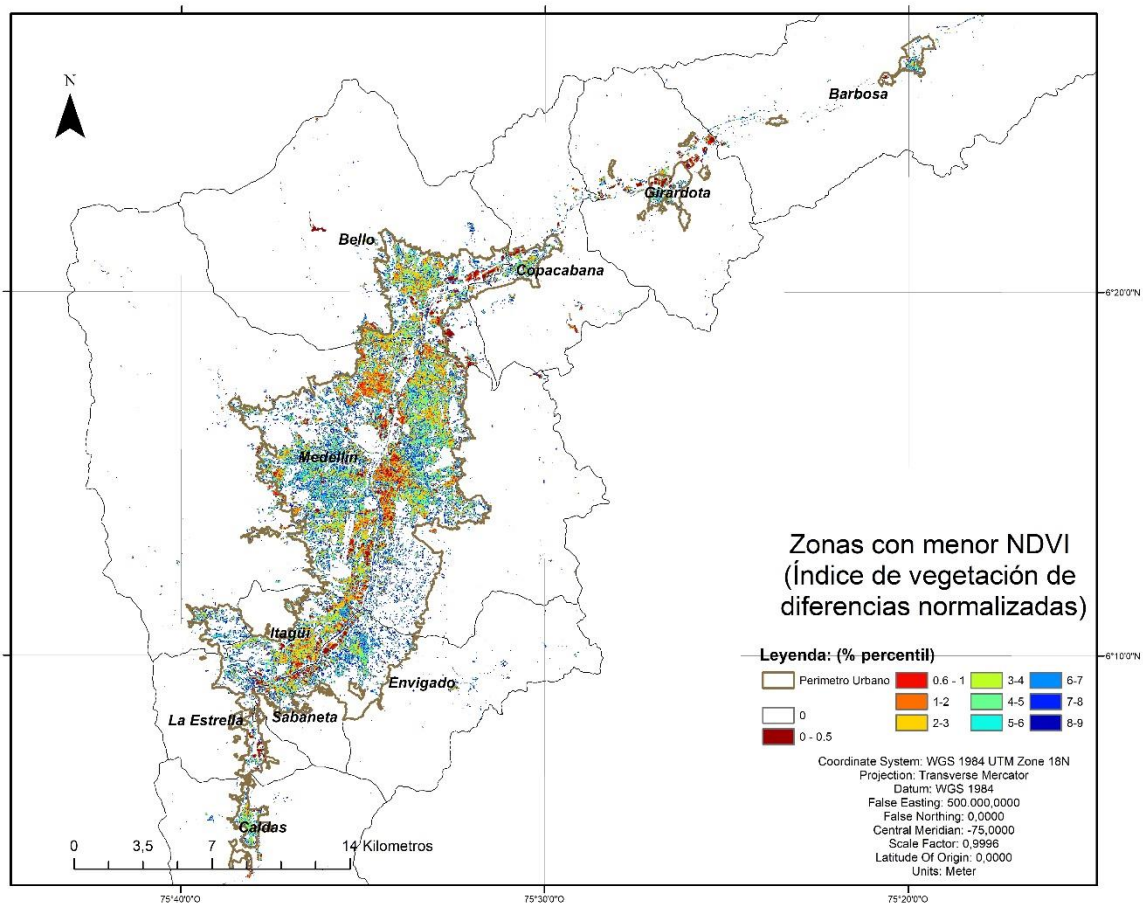 N
Barbosa
Girardota
Bello
Copacabana
6°20'0"N
Medellín
Zonas con menor NDVI
(Índice de vegetación de
diferencias normalizadas)
Itagüí
6°10'0"N
Leyenda: (% percentil)
Envigado
Perimetro Urbano
0.6 - 1
3-4
6-7
La Estrella
Sabaneta
0
1-2
4-5
7-8
0 - 0.5
2-3
5-6
8-9
Coordinate System: WGS 1984 UTM Zone 18N
Projection: Transverse Mercator
Datum: WGS 1984
False Easting: 500.000,0000
False Northing: 0,0000
Central Meridian: -75,0000
Scale Factor: 0,9996
Latitude Of Origin: 0,0000
Units: Meter
Caldas
0 3,5 7 14 Kilometros
75°40'0"O 75°30'0"O 75°20'0"O